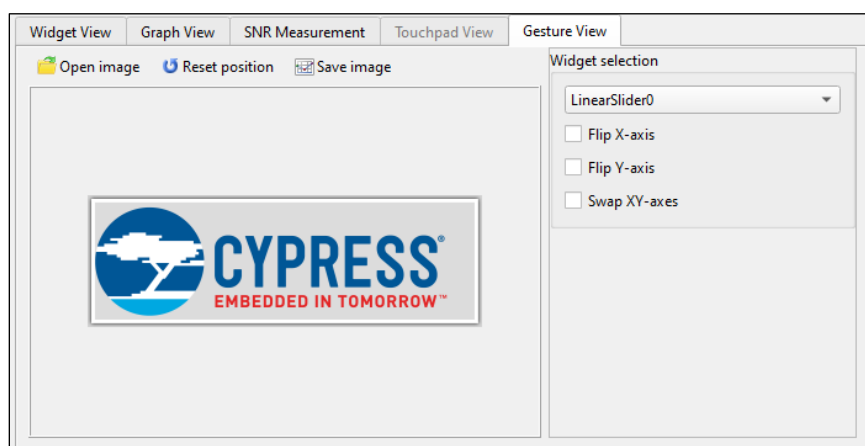 Widget View Graph View SNR Measurement Touchpad View Gesture View
Open image Reset position Save image
Widget selection
LinearSlider0
Flip X-axis
Flip Y-axis
Swap XY-axes
CYPRESS®
EMBEDDED IN TOMORROW™